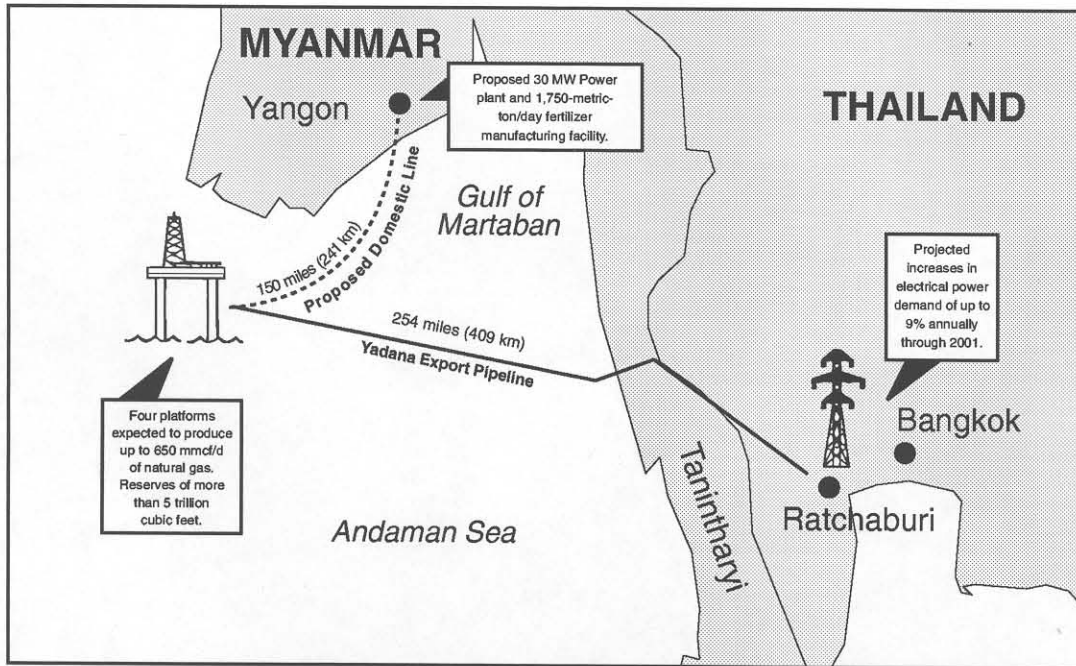 MYANMAR
Yangon
Proposed 30 MW Power
plant and 1,750-metric-
ton/day fertilizer
manufacturing facility.
THAILAND
Gulf of
Martaban
150 miles (241 km)
Proposed Domestic Line
254 miles (409 km)
Yadana Export Pipeline
Projected
increases in
electrical power
demand of up to
9% annually
through 2001.
Four platforms
expected to produce
up to 650 mmcf/d
of natural gas.
Reserves of more
than 5 trillion
cubic feet.
Bangkok
Ratchaburi
Tanintharyi
Andaman Sea